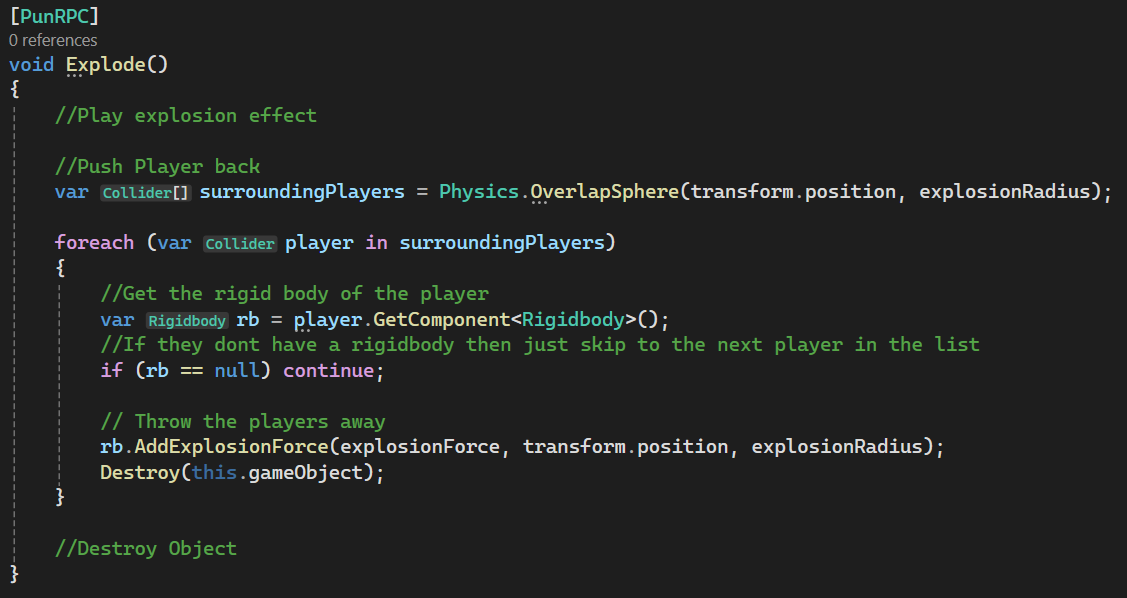 [PunRPC]
0 references
void Explode()
{
//Play explosion effect
//Push Player back
var Collider[] surroundingPlayers = Physics.OverlapSphere(transform.position, explosionRadius);
foreach (var Collider player in surroundingPlayers)
{
//Get the rigid body of the player
var Rigidbody rb = player.GetComponent<Rigidbody>();
//If they dont have a rigidbody then just skip to the next player in the list
if (rb == null) continue;
// Throw the players away
rb.AddExplosionForce(explosionForce, transform.position, explosionRadius);
Destroy(this.gameObject);
}
//Destroy Object
}